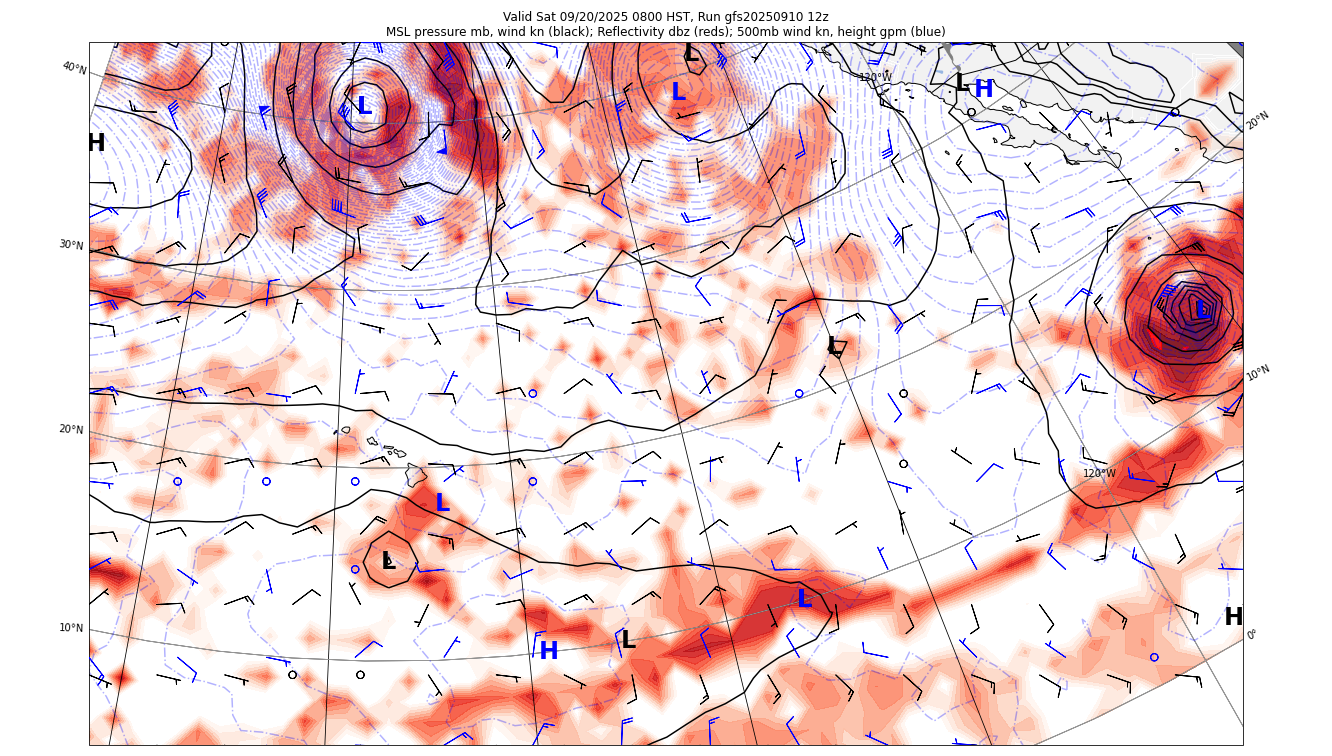 Valid Sat 09/20/2025 0800 HST, Run gfs20250910 12z
MSL pressure mb, wind kn (black); Reflectivity dbz (reds); 500mb wind kn, height gpm (blue)
L
40°N
120°W
L
H
L
L
20°N
H
30°N
L
L
10°N
20°N
120°W
L
L
L
10°N
H
L
H
0°